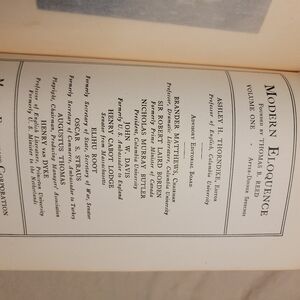 MODERN ELOQUENCE
FOUNDED BY THOMAS B. REED
VOLUME ONE
AFTER-DINNER SPEECHES
ASHLEY H. THORNDIKE, EDITOR
Professor of English, Columbia University
ADVISORY EDITORIAL BOARD
BRANDER MATTHEWS, CHAIRMAN
Professor, Dramatic Literature, Columbia University
SIR ROBERT LAIRD BORDEN
Formerly Prime Minister of Canada
NICHOLAS MURRAY BUTLER
President, Columbia University
JOHN W. DAVIS
Formerly U. S. Ambassador to England
HENRY CABOT LODGE
Senator from Massachusetts
ELIHU ROOT
Formerly Secretary of State, Secretary of War, Senator
OSCAR S. STRAUS
Formerly Secretary of Commerce, Ambassador to Turkey
AUGUSTUS THOMAS
Playwright, Chairman, Producing Managers' Association
HENRY VAN DYKE
Professor of English Literature, Princeton University
Formerly U. S. Minister to the Netherlands
CORPORATION